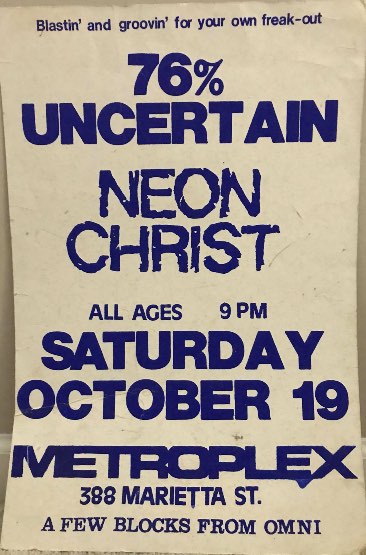 Blastin' and groovin' for your own freak-out
76%
UNCERTAIN
NEON
CHRIST
ALL AGES 9 PM
SATURDAY
OCTOBER 19
METROPLEX
388 MARIETTA ST.
A FEW BLOCKS FROM OMNI